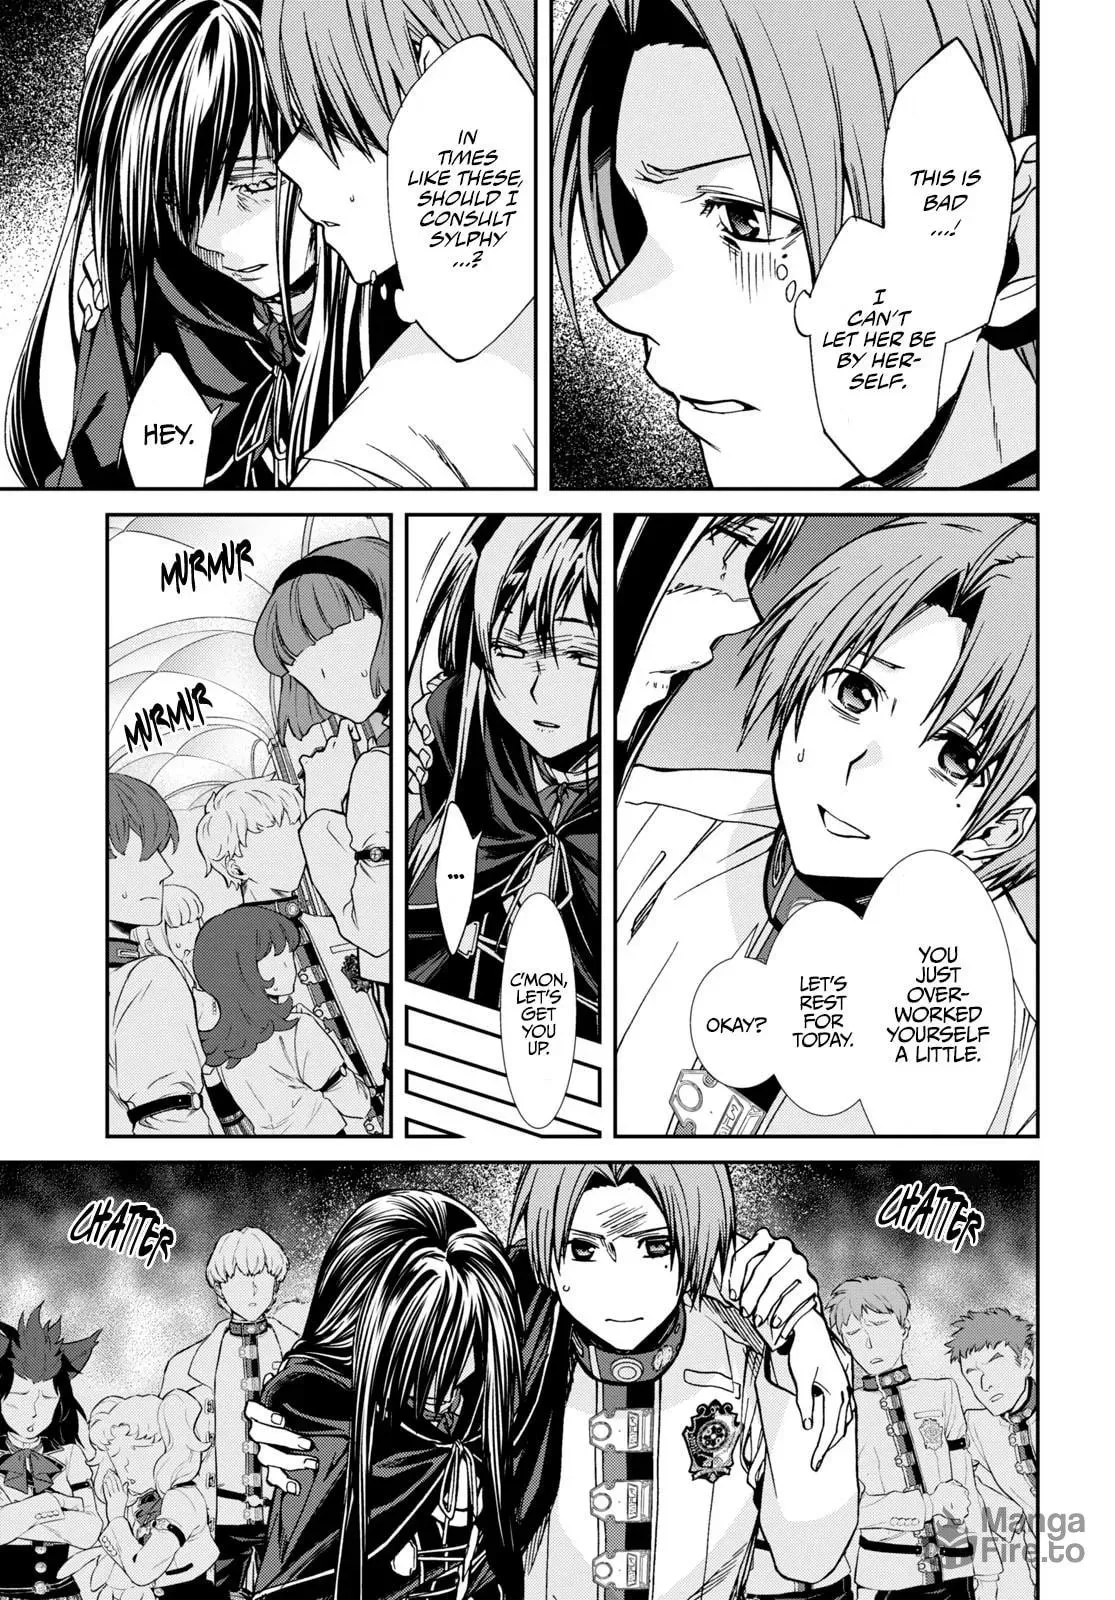 THIS IS
BAD
...!
I
CAN'T
LET HER BE
BY HER-
SELF.
IN
TIMES
LIKE THESE,
SHOULD I
CONSULT
SYLPHY
...?
HEY.
YOU
JUST
OVER-
WORKED
YOURSELF
A LITTLE.
LET'S
REST
FOR
TODAY.
OKAY?
...
C'MON,
LET'S
GET
YOU
UP.
MURMUR
MURMUR
CHATTER
CHATTER
Manga
Fire.to